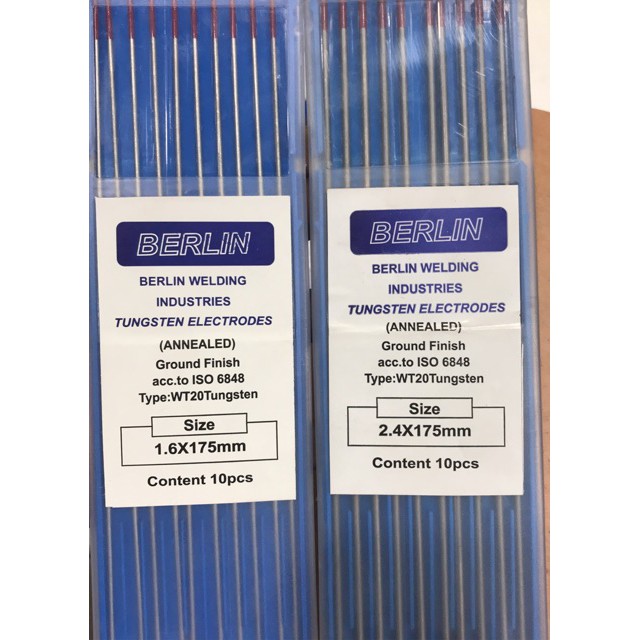 BERLIN
BERLIN WELDING
INDUSTRIES
TUNGSTEN ELECTRODES
(ANNEALED)
Ground Finish
acc.to ISO 6848
Type:WT20Tungsten
Size
1.6X175mm
Content 10pcs
BERLIN
BERLIN WELDING
INDUSTRIES
TUNGSTEN ELECTRODES
(ANNEALED)
Ground Finish
acc.to ISO 6848
Type:WT20Tungsten
Size
2.4X175mm
Content 10pcs